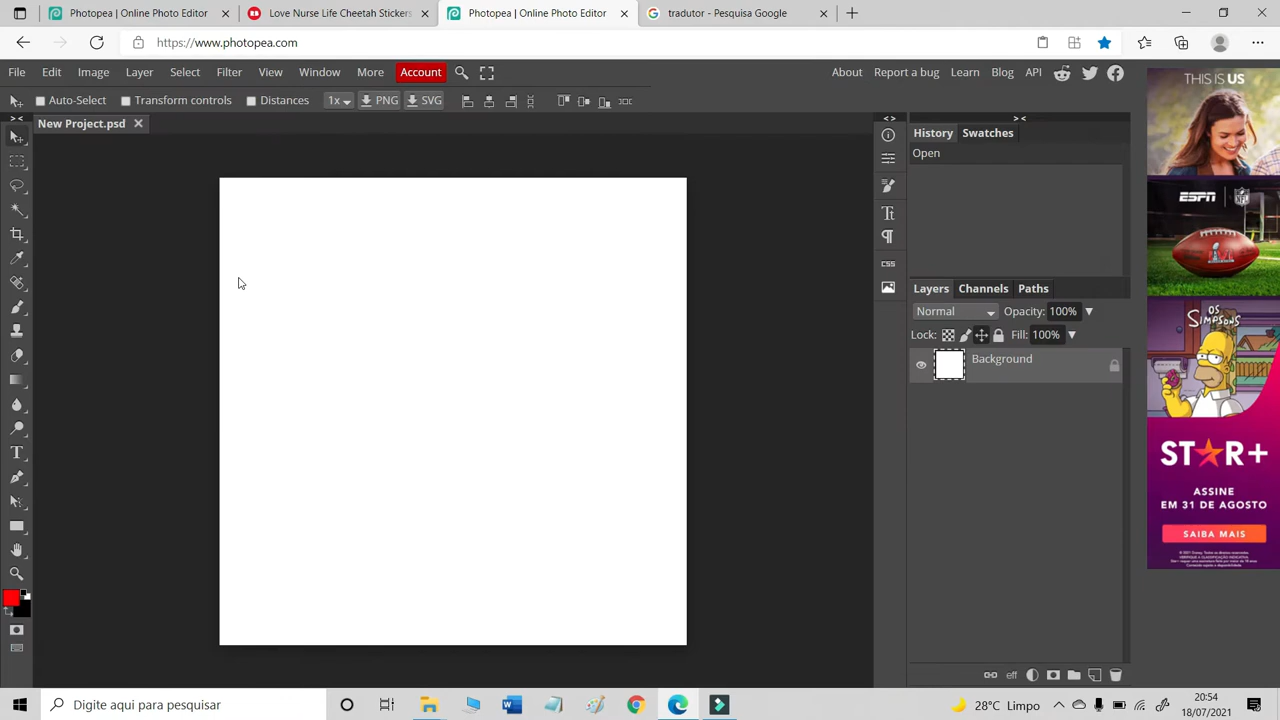 Photopea | Online Photo Editor
Love Nurse Life Cheetah Stickers
Photopea | Online Photo Editor
tradutor - Pesquisa Google
https://www.photopea.com
File Edit Image Layer Select Filter View Window More Account
About Report a bug Learn Blog API
Auto-Select Transform controls Distances 1x PNG SVG
New Project.psd
History Swatches
Open
Layers Channels Paths
Normal Opacity: 100%
Lock: Fill: 100%
Background
CSS
eff
THIS IS US
ESPN NFL
OS SIMPSONS
STAR+
ASSINE
EM 31 DE AGOSTO
SAIBA MAIS
Digite aqui para pesquisar
28°C Limpo
20:54
18/07/2021